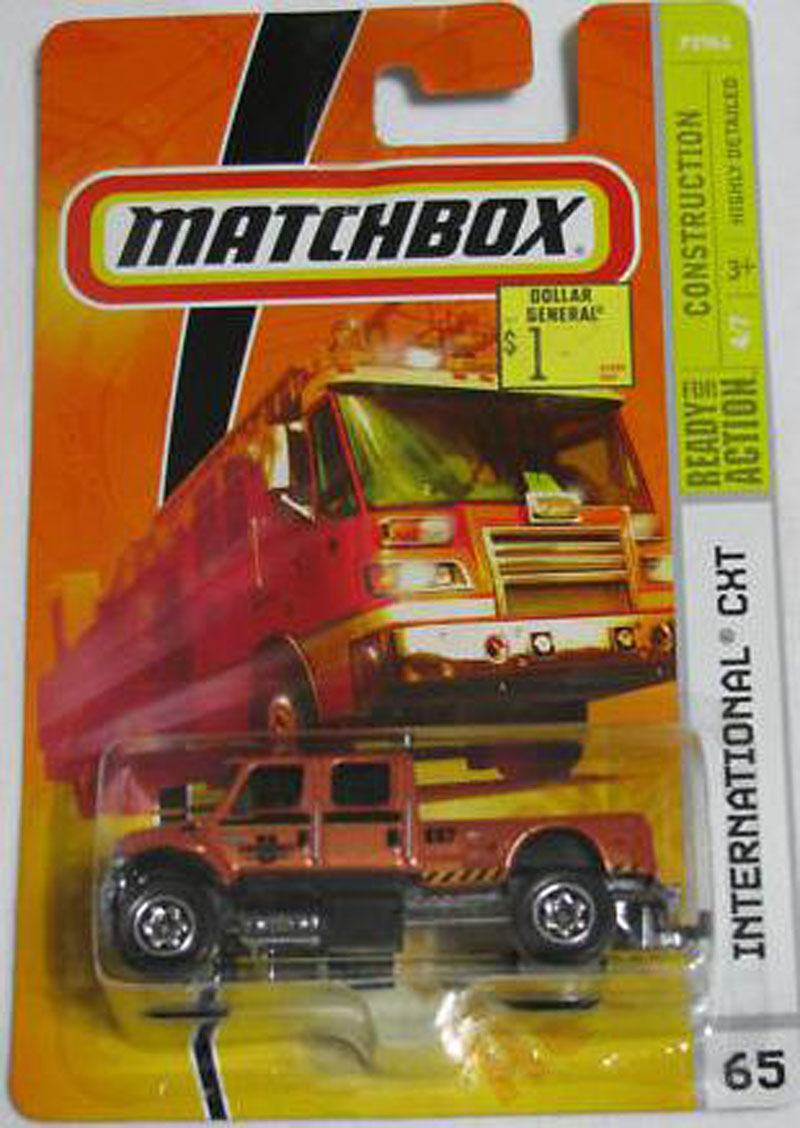 MATCHBOX®
DOLLAR
GENERAL®
$1
CONSTRUCTION
HIGHLY DETAILED
3+
47
READY FOR
ACTION
INTERNATIONAL® CXT
65